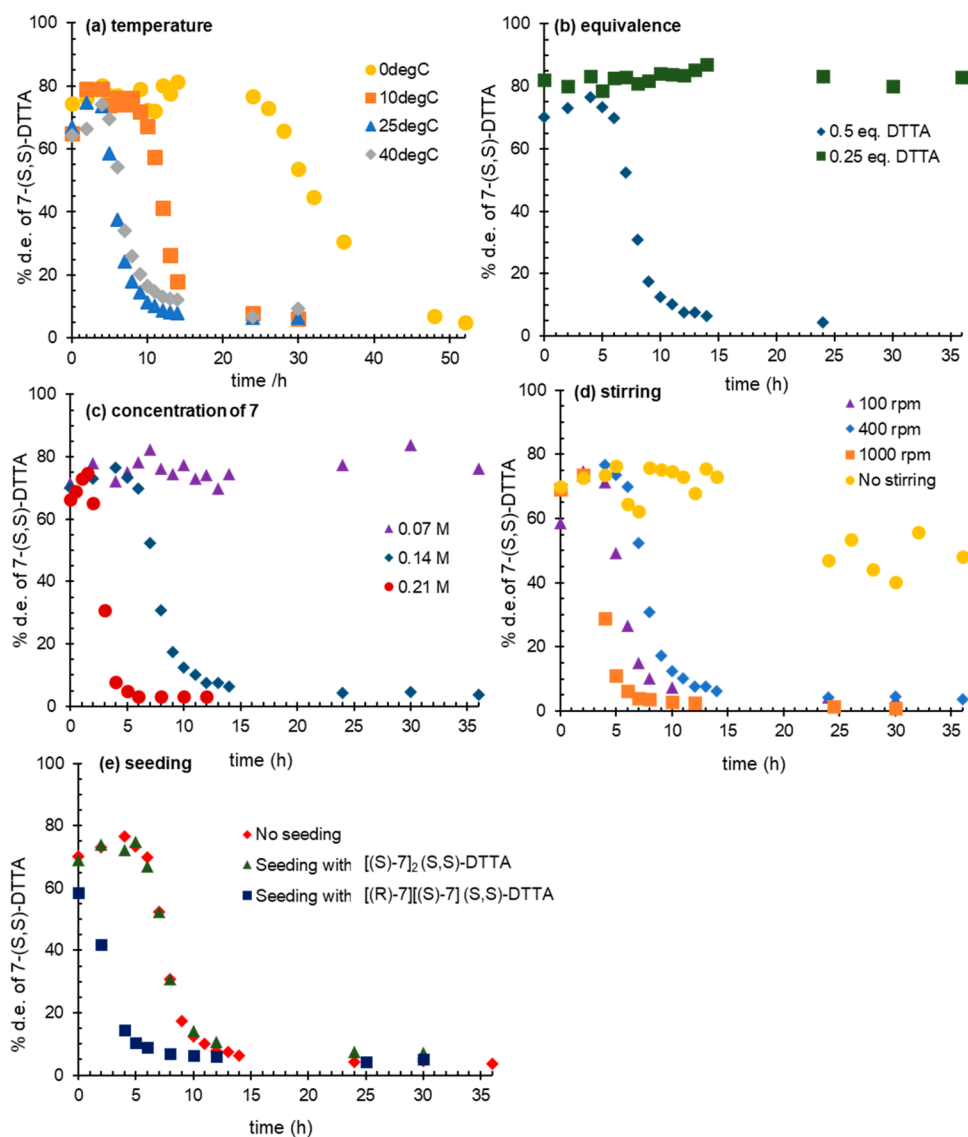 (a) temperature
% d.e. of 7-(S,S)-DTTA
100
80
60
40
20
0
0degC
10degC
25degC
40degC
0 10 20 30 40 50
time /h
(b) equivalence
% d.e. of 7-(S,S)-DTTA
100
80
60
40
20
0
0.5 eq. DTTA
0.25 eq. DTTA
0 5 10 15 20 25 30 35
time (h)
(c) concentration of 7
% d.e. of 7-(S,S)-DTTA
100
80
60
40
20
0
0.07 M
0.14 M
0.21 M
0 5 10 15 20 25 30 35
time (h)
(d) stirring
% d.e.of 7-(S,S)-DTTA
100
80
60
40
20
0
100 rpm
400 rpm
1000 rpm
No stirring
0 5 10 15 20 25 30 35
time (h)
(e) seeding
% d.e. of 7-(S,S)-DTTA
100
80
60
40
20
0
No seeding
Seeding with [(S)-7]₂ (S,S)-DTTA
Seeding with [(R)-7][(S)-7] (S,S)-DTTA
0 5 10 15 20 25 30 35
time (h)